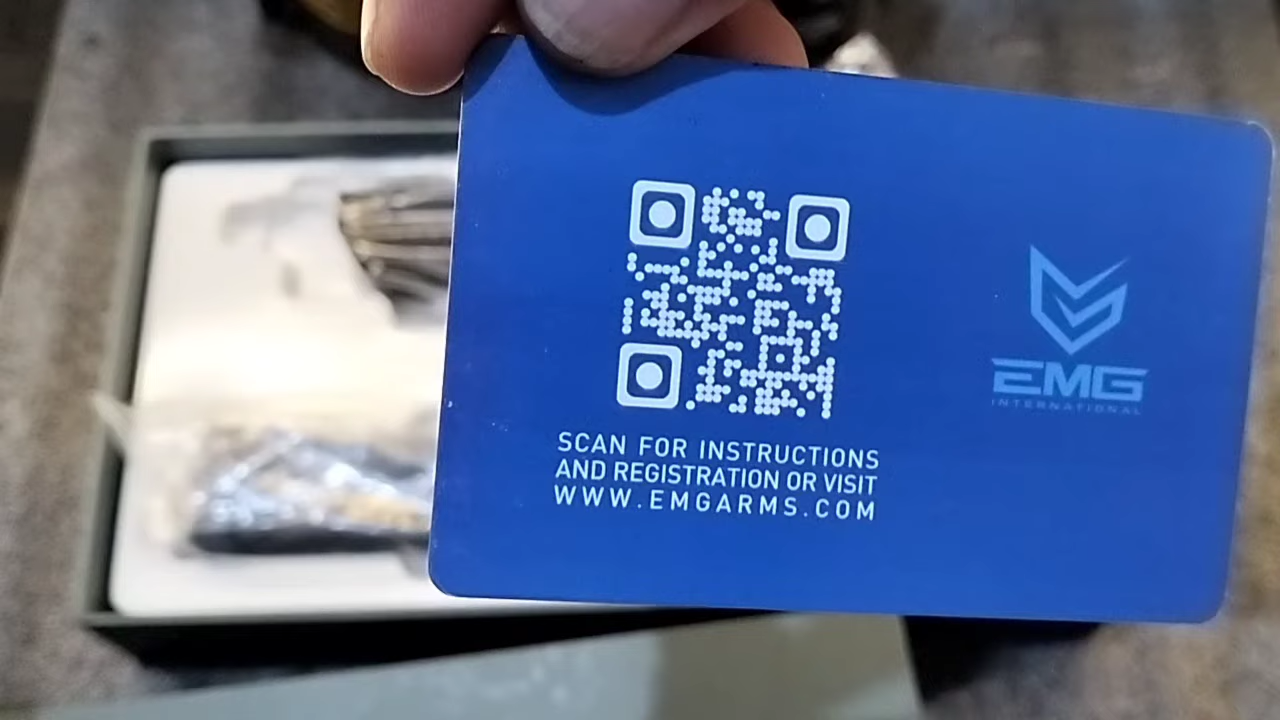 SCAN FOR INSTRUCTIONS
AND REGISTRATION OR VISIT
WWW.EMGARMS.COM
EMG
INTERNATIONAL